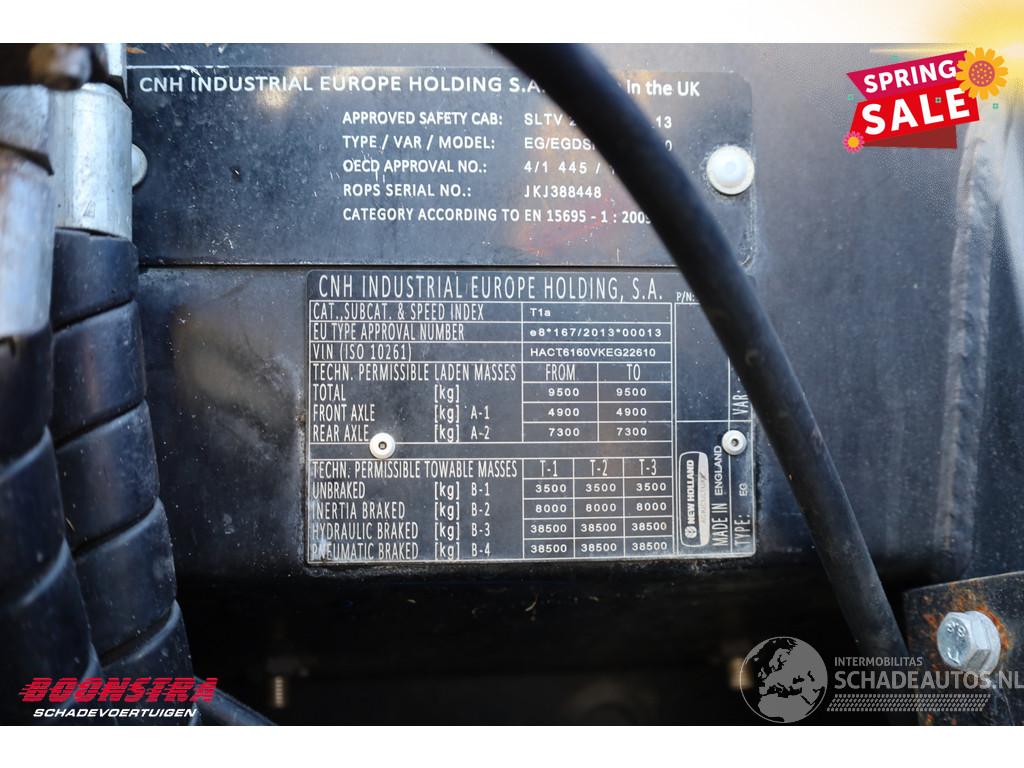 SPRING
SALE
CNH INDUSTRIAL EUROPE HOLDING S.A. In the UK
APPROVED SAFETY CAB: SLTV 13
TYPE / VAR / MODEL:
OECD APPROVAL NO.: 4/1 445 /
ROPS SERIAL NO.: JKJ388448
CATEGORY ACCORDING TO EN 15695 - 1 : 2009
CNH INDUSTRIAL EUROPE HOLDING, S.A. P/N:
CAT.,SUBCAT. & SPEED INDEX T1a
EU TYPE APPROVAL NUMBER e8*167/2013*00013
VIN (ISO 10261) HACT6160VKEG22610
TECHN. PERMISSIBLE LADEN MASSES FROM TO
TOTAL [kg] 9500 9500
FRONT AXLE [kg] A-1 4900 4900
REAR AXLE [kg] A-2 7300 7300
TECHN. PERMISSIBLE TOWABLE MASSES T-1 T-2 T-3
UNBRAKED [kg] B-1 3500 3500 3500
INERTIA BRAKED [kg] B-2 8000 8000 8000
HYDRAULIC BRAKED [kg] B-3 38500 38500 38500
PNEUMATIC BRAKED [kg] B-4 38500 38500 38500
NEW HOLLAND
AGRICULTURE
MADE IN ENGLAND
TYPE: EG
VAR:
BOONSTRA
SCHADEVOERTUIGEN
INTERMOBILITAS
SCHADEAUTOS.NL